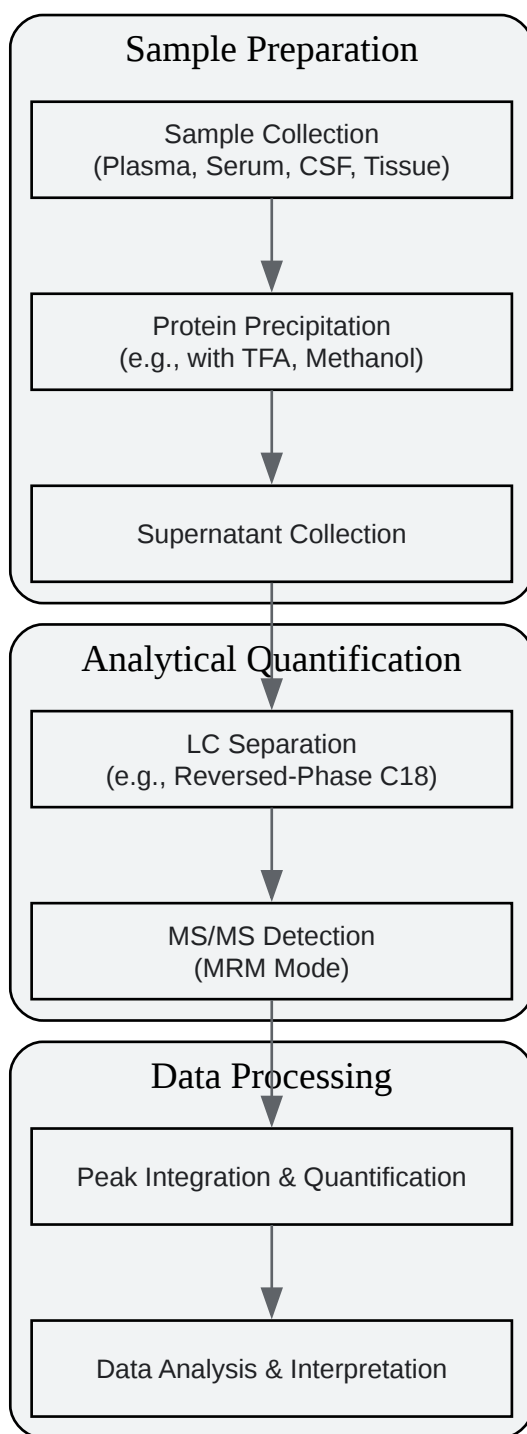 Sample Preparation
Sample Collection
(Plasma, Serum, CSF, Tissue)
Protein Precipitation
(e.g., with TFA, Methanol)
Supernatant Collection
Analytical Quantification
LC Separation
(e.g., Reversed-Phase C18)
MS/MS Detection
(MRM Mode)
Data Processing
Peak Integration & Quantification
Data Analysis & Interpretation